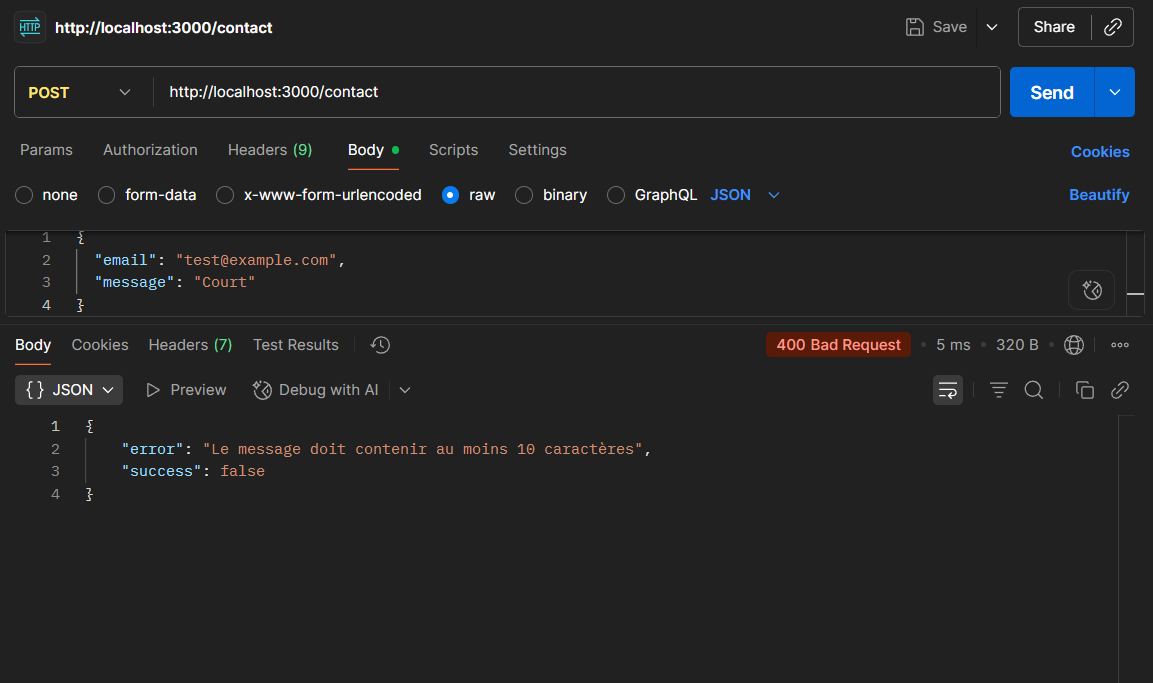 HTTP http://localhost:3000/contact Save Share
POST http://localhost:3000/contact Send
Params Authorization Headers (9) Body Scripts Settings Cookies
none form-data x-www-form-urlencoded raw binary GraphQL JSON Beautify
1 {
2 "email": "test@example.com",
3 "message": "Court"
4 }
Body Cookies Headers (7) Test Results 400 Bad Request 5 ms 320 B
{} JSON Preview Debug with AI
1 {
2 "error": "Le message doit contenir au moins 10 caractères",
3 "success": false
4 }